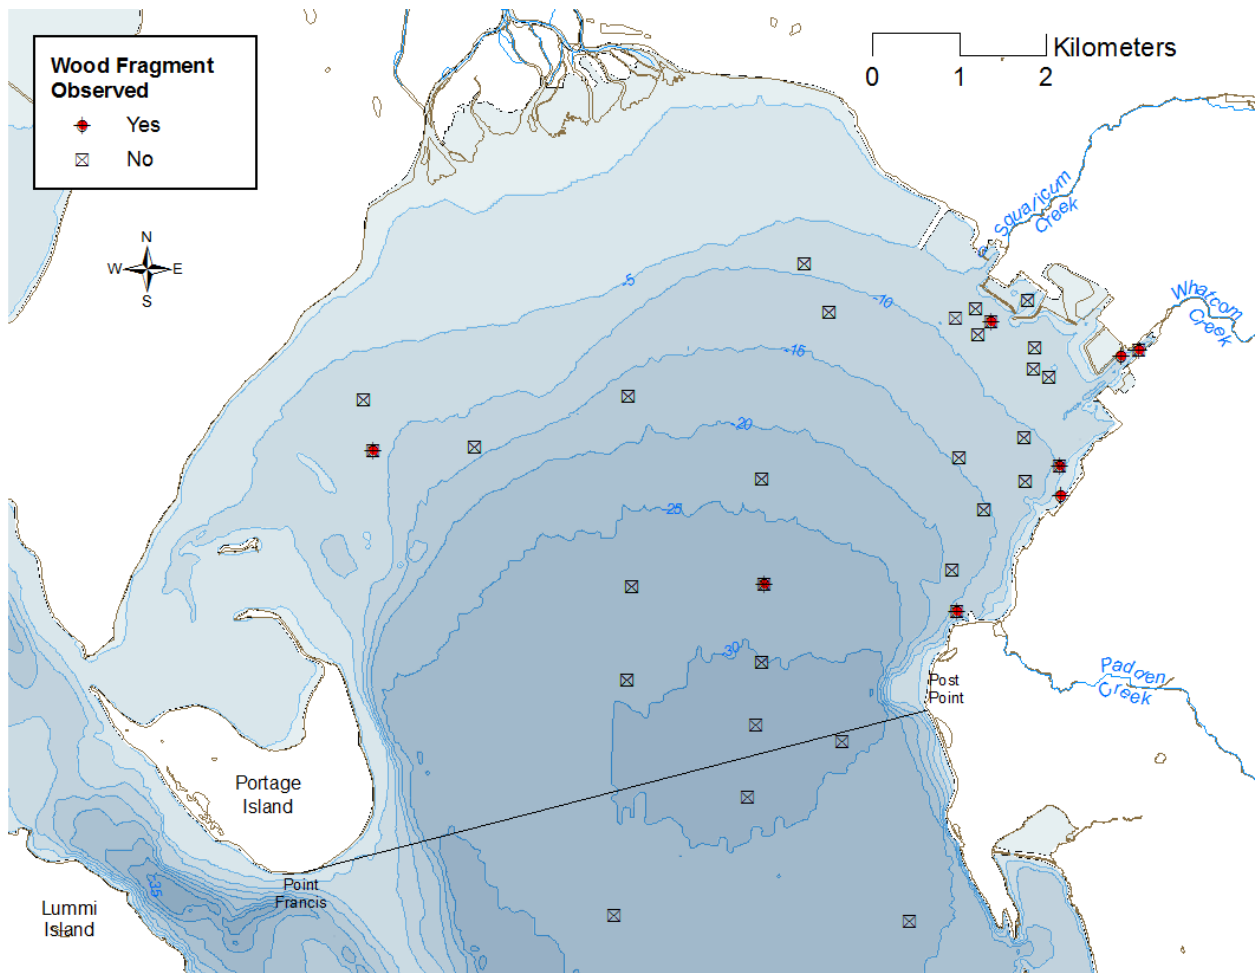 Wood Fragment
Observed
Yes
No
Kilometers
0 1 2
N
W E
S
Squalicum
Creek
Whatcom
Creek
-5
-10
-15
-20
-25
-30
Padden
Creek
Post
Point
Portage
Island
Point
Francis
-35
Lummi
Island